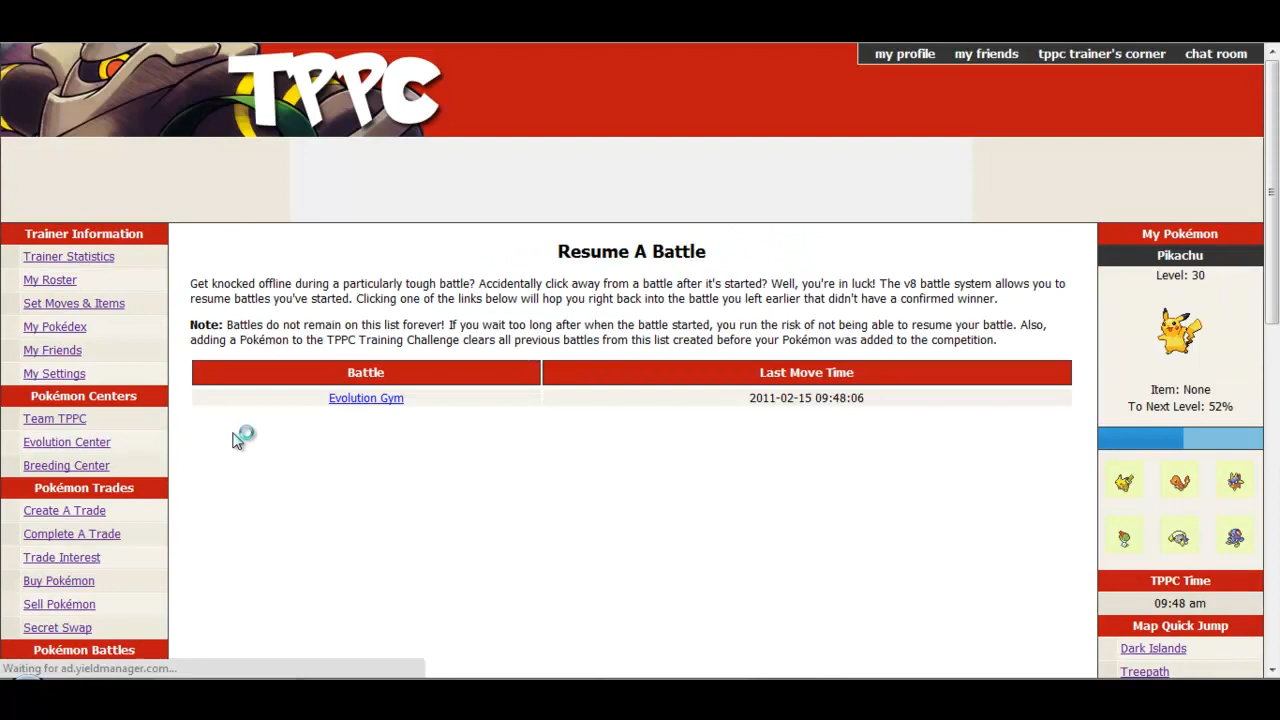 TPPC
my profile my friends tppc trainer's corner chat room
Trainer Information
Trainer Statistics
My Roster
Set Moves & Items
My Pokédex
My Friends
My Settings
Pokémon Centers
Team TPPC
Evolution Center
Breeding Center
Pokémon Trades
Create A Trade
Complete A Trade
Trade Interest
Buy Pokémon
Sell Pokémon
Secret Swap
Pokémon Battles
Resume A Battle
Get knocked offline during a particularly tough battle? Accidentally click away from a battle after it's started? Well, you're in luck! The v8 battle system allows you to
resume battles you've started. Clicking one of the links below will hop you right back into the battle you left earlier that didn't have a confirmed winner.
Note: Battles do not remain on this list forever! If you wait too long after when the battle started, you run the risk of not being able to resume your battle. Also,
adding a Pokémon to the TPPC Training Challenge clears all previous battles from this list created before your Pokémon was added to the competition.
Battle Last Move Time
Evolution Gym 2011-02-15 09:48:06
My Pokémon
Pikachu
Level: 30
Item: None
To Next Level: 52%
TPPC Time
09:48 am
Map Quick Jump
Dark Islands
Treepath
Waiting for ad.yieldmanager.com...